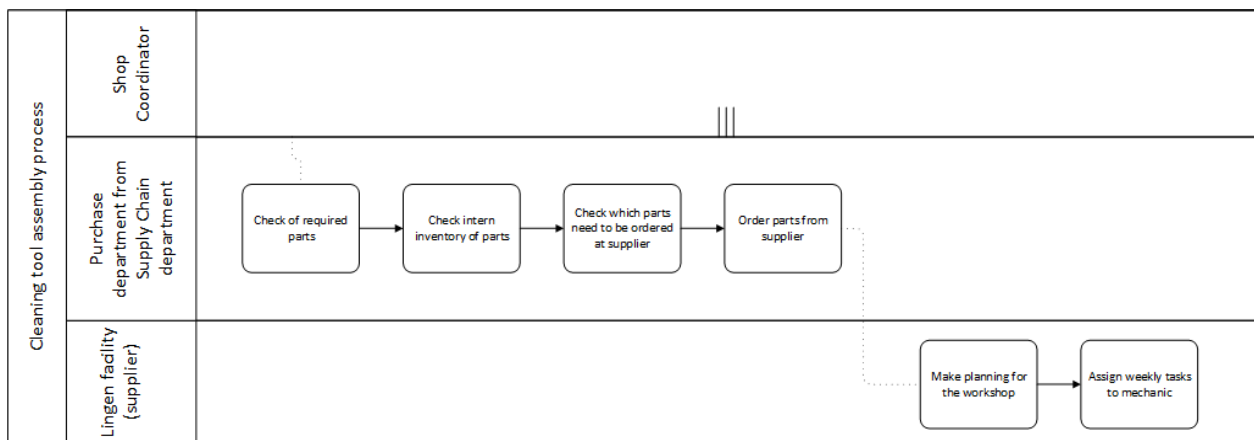 Cleaning tool assembly process
Shop
Coordinator
Purchase
department from
Supply Chain
department
Check of required
parts
Check intern
inventory of parts
Check which parts
need to be ordered
at supplier
Order parts from
supplier
Lingen facility
(supplier)
Make planning for
the workshop
Assign weekly tasks
to mechanic